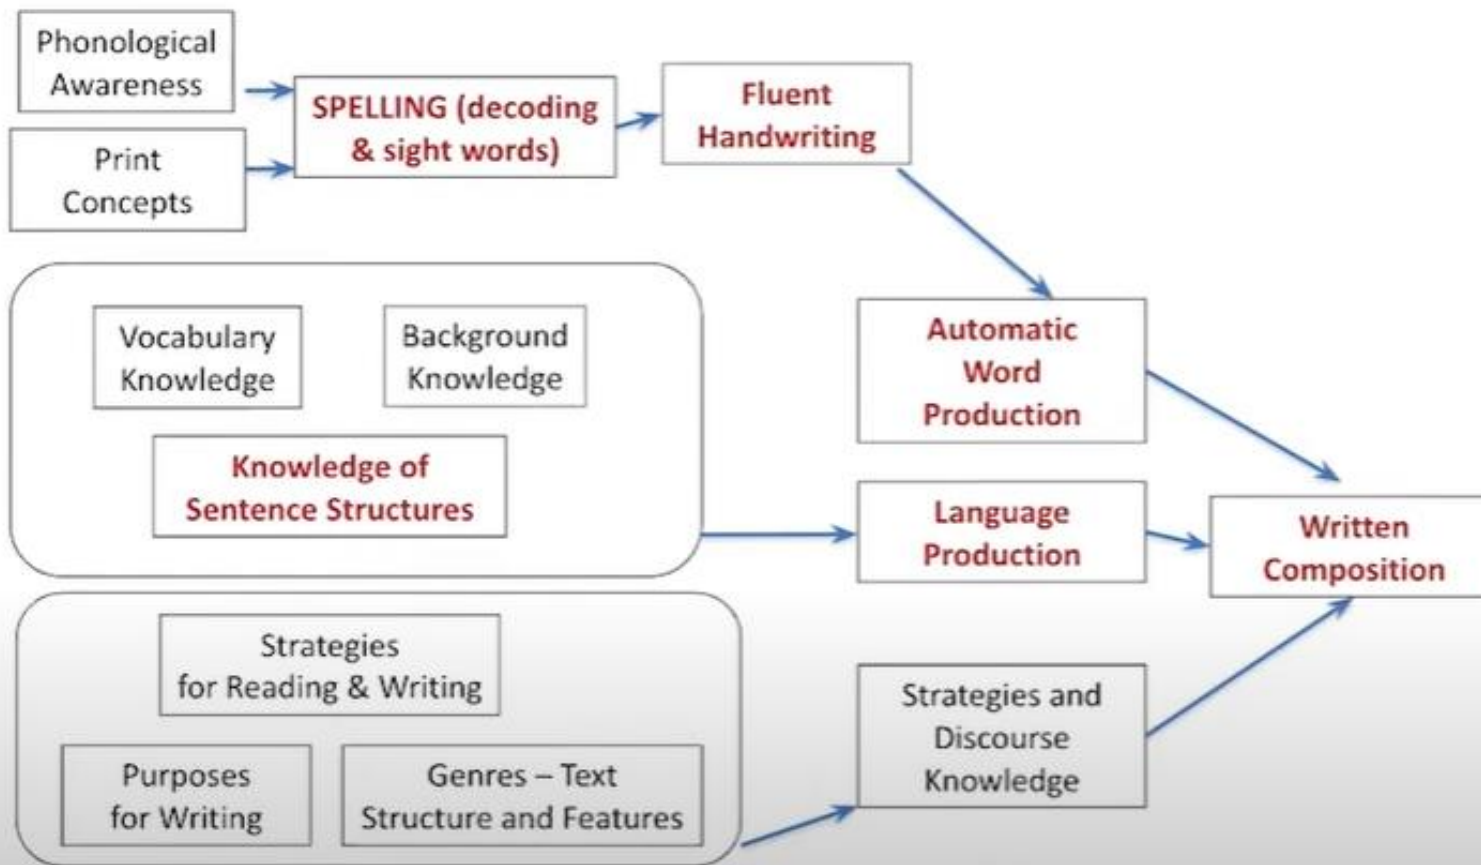 Phonological
Awareness
Print
Concepts
SPELLING (decoding
& sight words)
Fluent
Handwriting
Vocabulary
Knowledge
Background
Knowledge
Knowledge of
Sentence Structures
Automatic
Word
Production
Language
Production
Written
Composition
Strategies
for Reading & Writing
Purposes
for Writing
Genres – Text
Structure and Features
Strategies and
Discourse
Knowledge